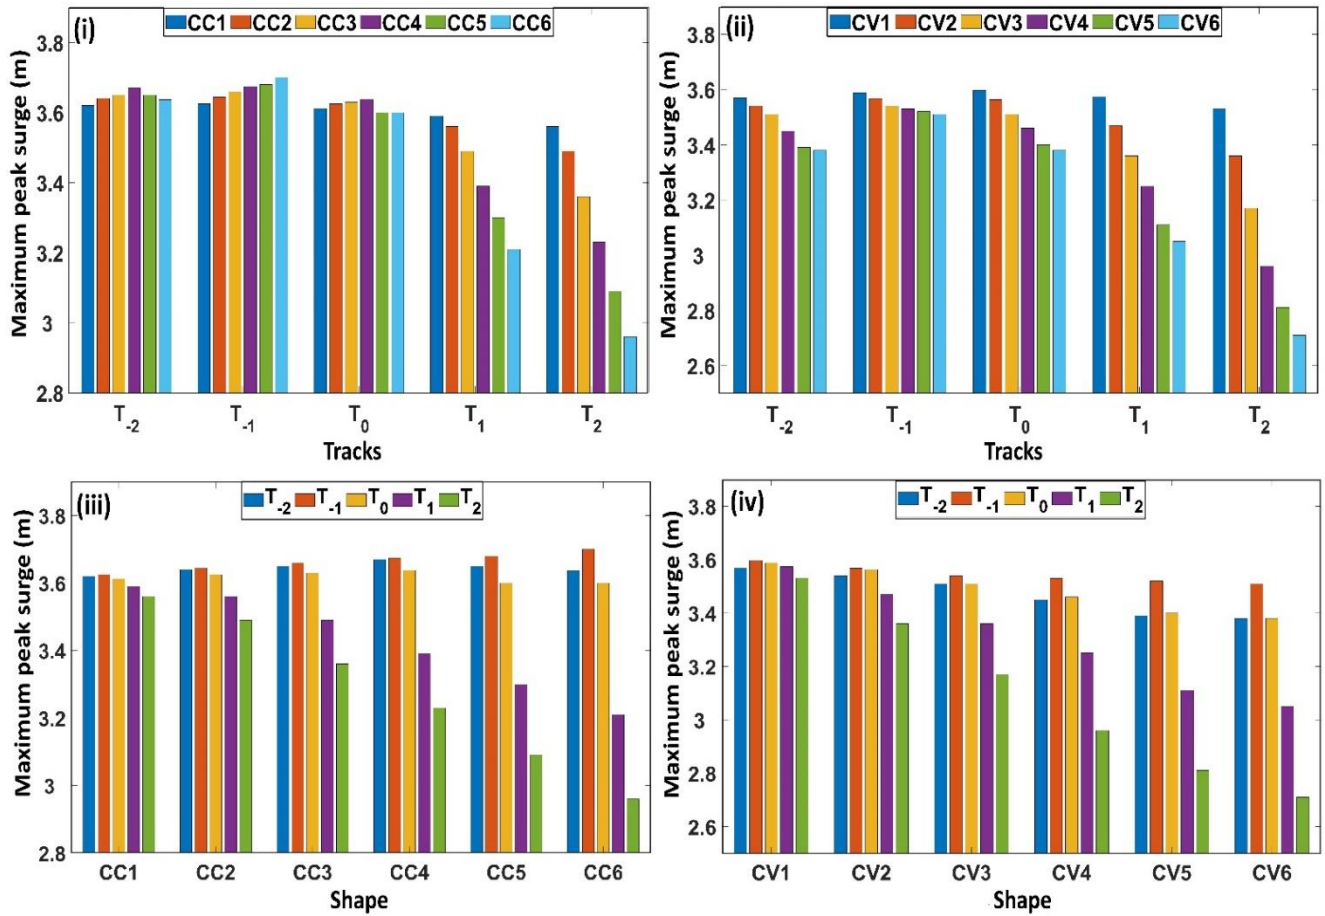 (i)
CC1 CC2 CC3 CC4 CC5 CC6
Maximum peak surge (m)
3.8
3.6
3.4
3.2
3
2.8
T-2 T-1 T0 T1 T2
Tracks
(ii)
CV1 CV2 CV3 CV4 CV5 CV6
Maximum peak surge (m)
3.8
3.6
3.4
3.2
3
2.8
2.6
T-2 T-1 T0 T1 T2
Tracks
(iii)
T-2 T-1 T0 T1 T2
Maximum peak surge (m)
3.8
3.6
3.4
3.2
3
2.8
CC1 CC2 CC3 CC4 CC5 CC6
Shape
(iv)
T-2 T-1 T0 T1 T2
Maximum peak surge (m)
3.8
3.6
3.4
3.2
3
2.8
2.6
CV1 CV2 CV3 CV4 CV5 CV6
Shape